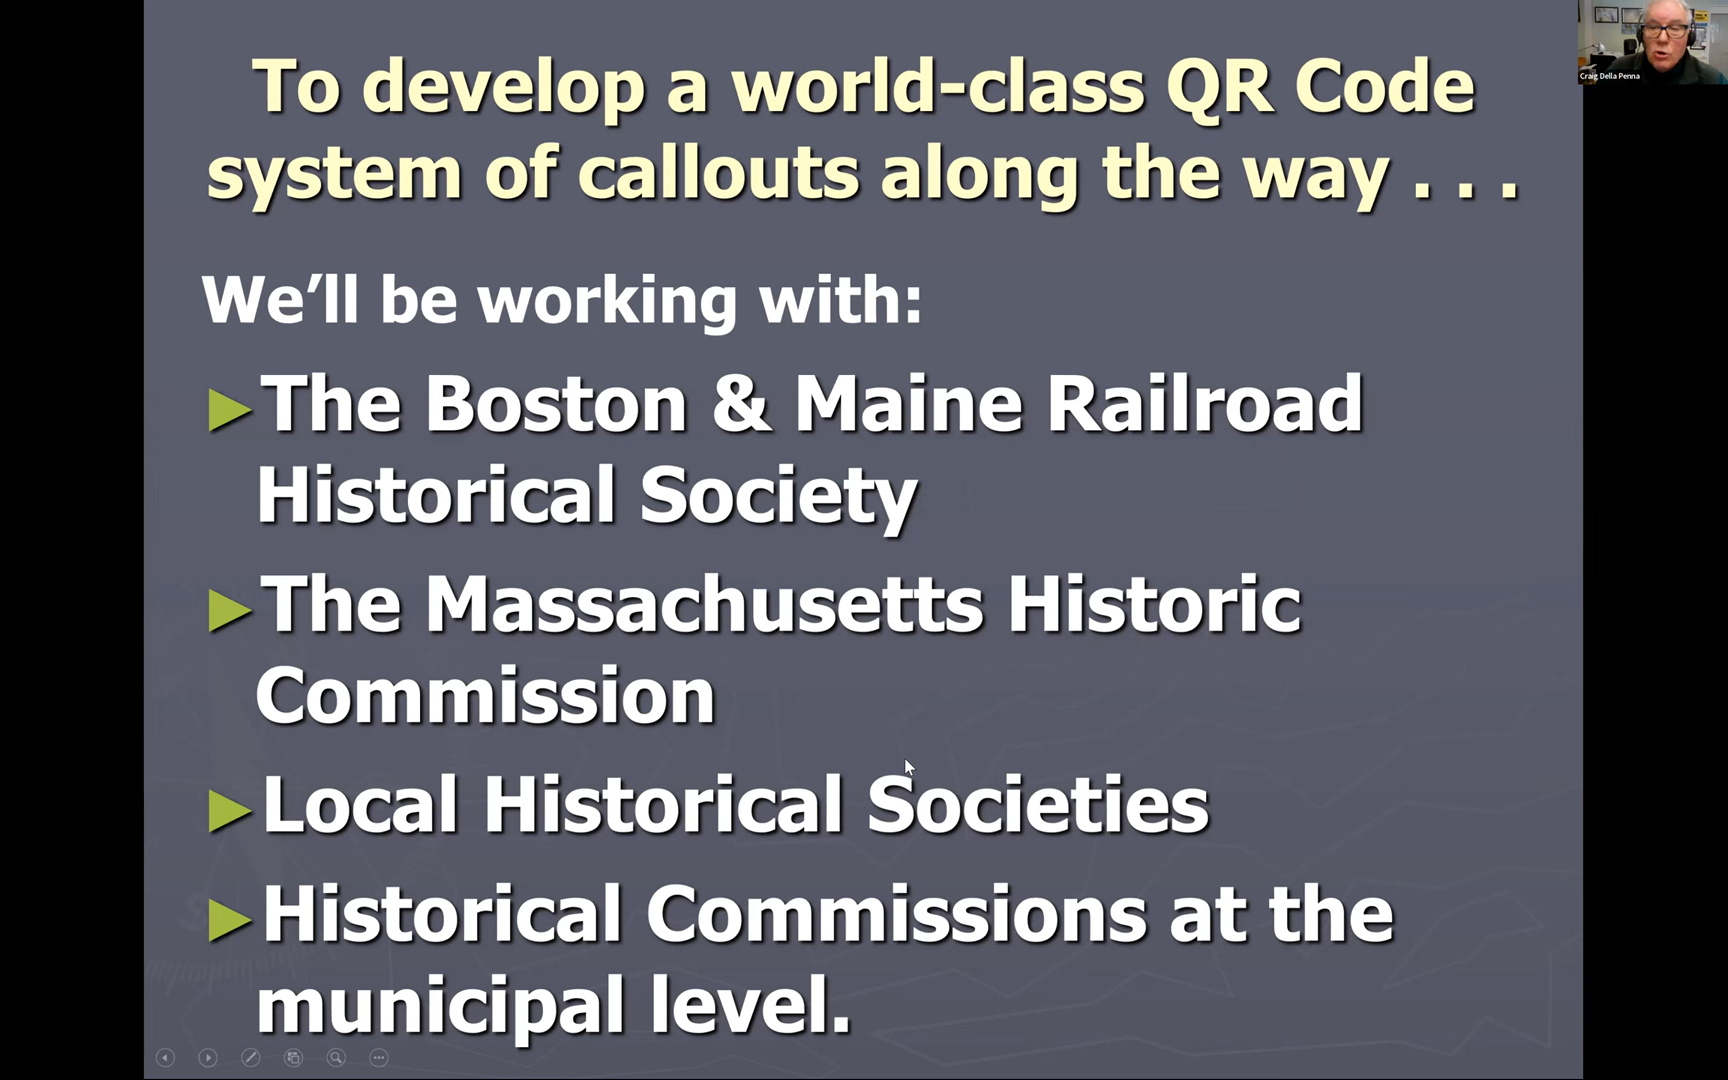 To develop a world-class QR Code
system of callouts along the way . . .
We’ll be working with:
►The Boston & Maine Railroad
Historical Society
►The Massachusetts Historic
Commission
►Local Historical Societies
►Historical Commissions at the
municipal level.
Craig Della Penna